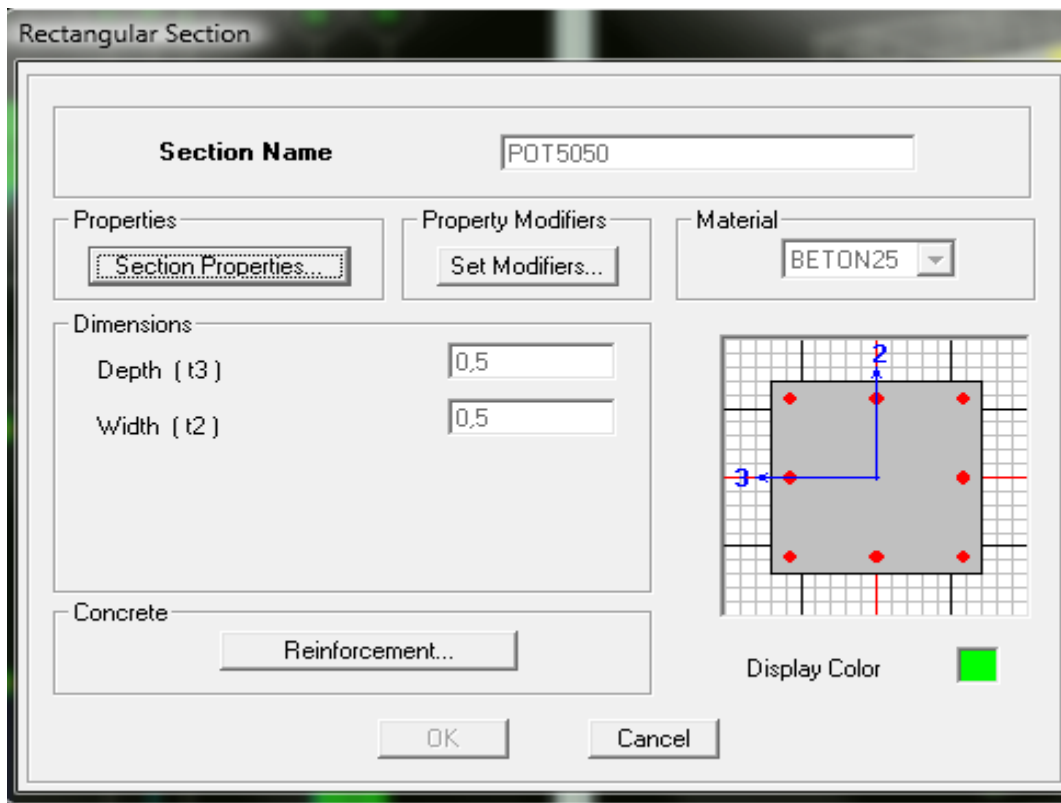 Rectangular Section
Section Name
POT5050
Properties
Section Properties...
Property Modifiers
Set Modifiers...
Material
BETON25
Dimensions
Depth ( t3 )
0,5
Width ( t2 )
0,5
2
3
Concrete
Reinforcement...
Display Color
OK
Cancel